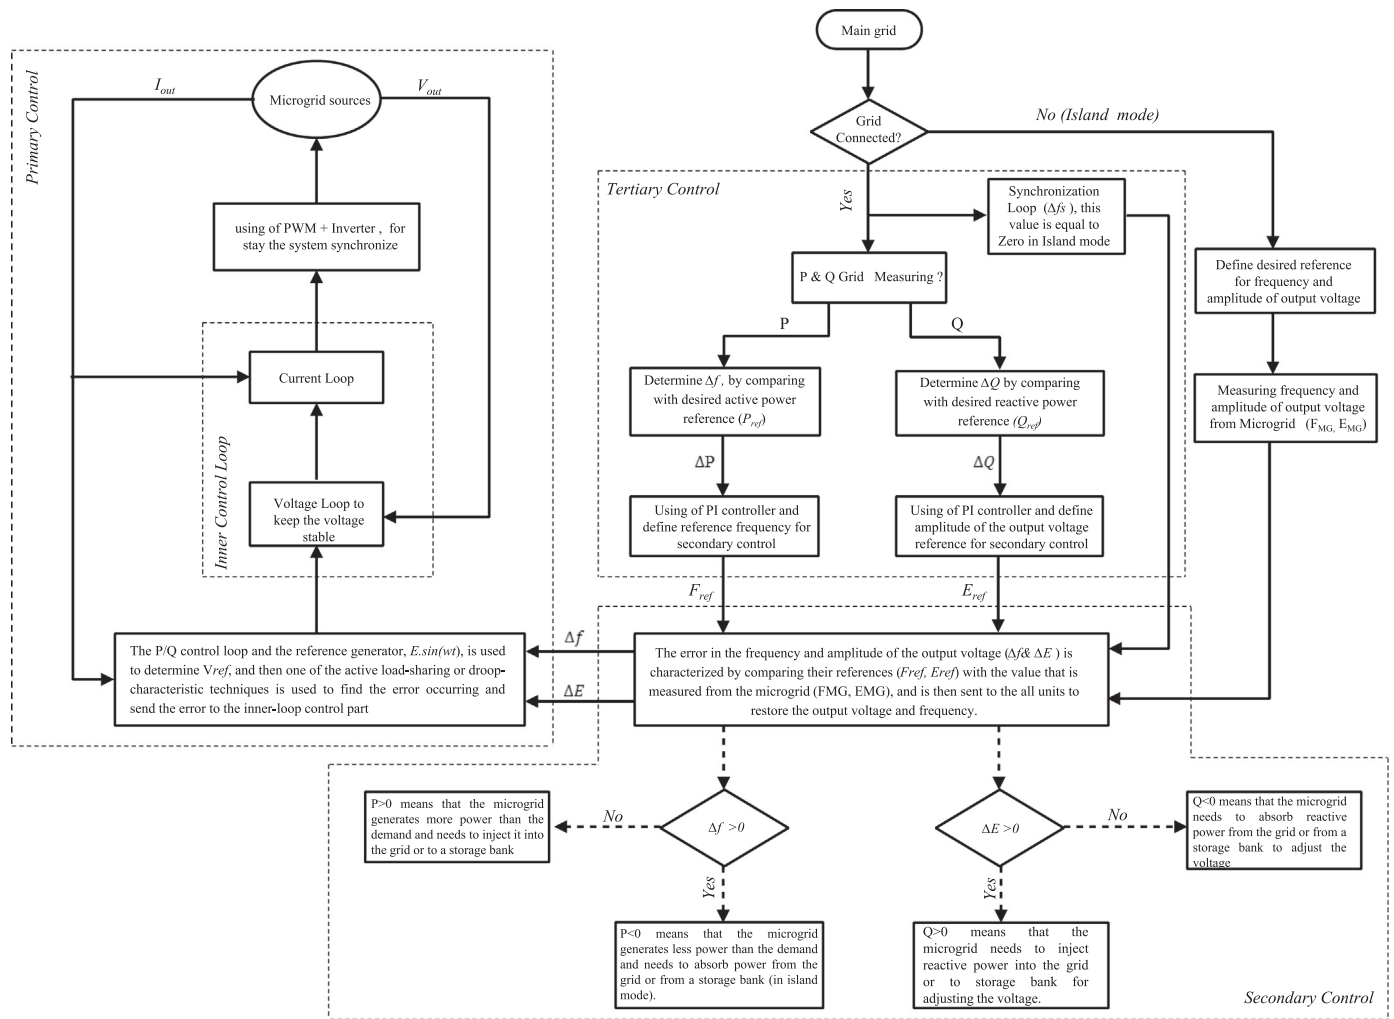 Main grid
Grid
Connected?
No (Island mode)
Yes
Primary Control
I_out
V_out
Microgrid sources
using of PWM + Inverter , for
stay the system synchronize
Inner Control Loop
Current Loop
Voltage Loop to
keep the voltage
stable
The P/Q control loop and the reference generator, E.sin(wt), is used
to determine Vref, and then one of the active load-sharing or droop-
characteristic techniques is used to find the error occurring and
send the error to the inner-loop control part
Tertiary Control
Synchronization
Loop (Δfs ), this
value is equal to
Zero in Island mode
P & Q Grid Measuring ?
P
Q
Determine Δf, by comparing
with desired active power
reference (P_ref)
Determine ΔQ by comparing
with desired reactive power
reference (Q_ref)
ΔP
ΔQ
Using of PI controller and
define reference frequency for
secondary control
Using of PI controller and define
amplitude of the output voltage
reference for secondary control
F_ref
E_ref
Define desired reference
for frequency and
amplitude of output voltage
Measuring frequency and
amplitude of output voltage
from Microgrid (F_MG, E_MG)
Δf
ΔE
The error in the frequency and amplitude of the output voltage (Δf& ΔE ) is
characterized by comparing their references (Fref, Eref) with the value that is
measured from the microgrid (FMG, EMG), and is then sent to the all units to
restore the output voltage and frequency.
P>0 means that the microgrid
generates more power than the
demand and needs to inject it into
the grid or to a storage bank
No
Δf >0
Yes
P<0 means that the microgrid
generates less power than the demand
and needs to absorb power from the
grid or from a storage bank (in island
mode).
ΔE >0
No
Yes
Q<0 means that the microgrid
needs to absorb reactive
power from the grid or from a
storage bank to adjust the
voltage
Q>0 means that the
microgrid needs to inject
reactive power into the grid
or to storage bank for
adjusting the voltage.
Secondary Control